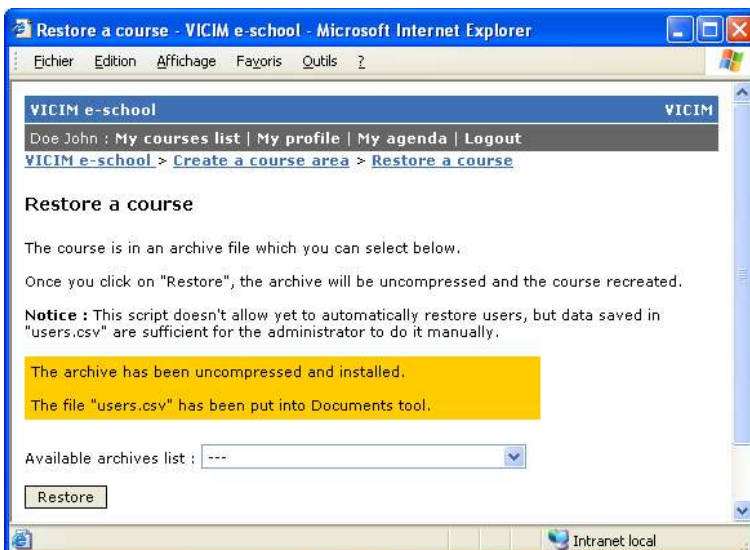 Restore a course - VICIM e-school - Microsoft Internet Explorer
Fichier Edition Affichage Favoris Outils ?
VICIM e-school VICIM
Doe John : My courses list | My profile | My agenda | Logout
VICIM e-school > Create a course area > Restore a course
Restore a course
The course is in an archive file which you can select below.
Once you click on "Restore", the archive will be uncompressed and the course recreated.
Notice : This script doesn't allow yet to automatically restore users, but data saved in
"users.csv" are sufficient for the administrator to do it manually.
The archive has been uncompressed and installed.
The file "users.csv" has been put into Documents tool.
Available archives list : ---
Restore
Intranet local